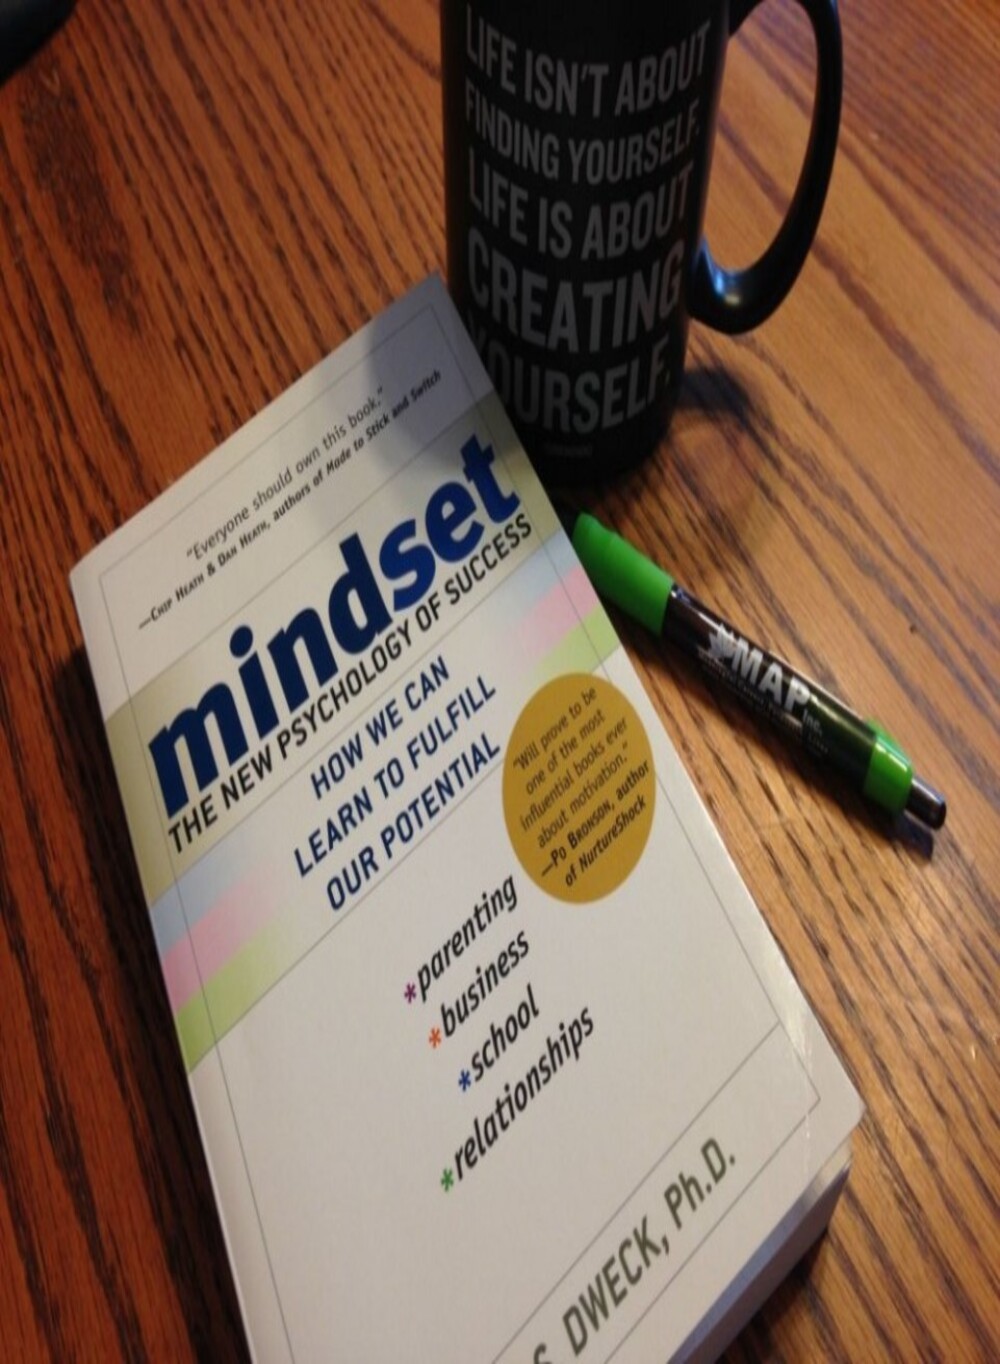 LIFE ISN'T ABOUT
FINDING YOURSELF.
LIFE IS ABOUT
CREATING
YOURSELF.
"Everyone should own this book."
—CHIP HEATH & DAN HEATH, authors of Made to Stick and Switch
mindset
THE NEW PSYCHOLOGY OF SUCCESS
HOW WE CAN
LEARN TO FULFILL
OUR POTENTIAL
"Will prove to be
one of the most
influential books ever
about motivation."
—PO BRONSON, author
of NurtureShock
*parenting
*business
*school
*relationships
S. DWECK, Ph.D.
MAP Inc.